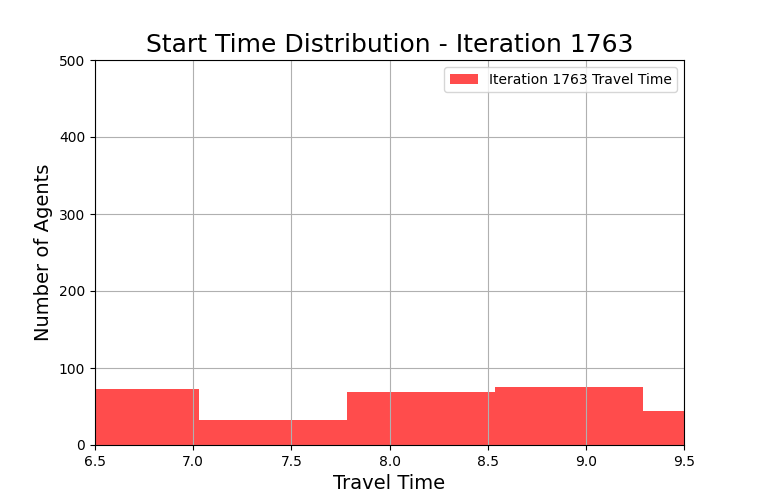 Start Time Distribution - Iteration 1763
500
Iteration 1763 Travel Time
400
300
200
100
0
Number of Agents
6.5 7.0 7.5 8.0 8.5 9.0 9.5
Travel Time